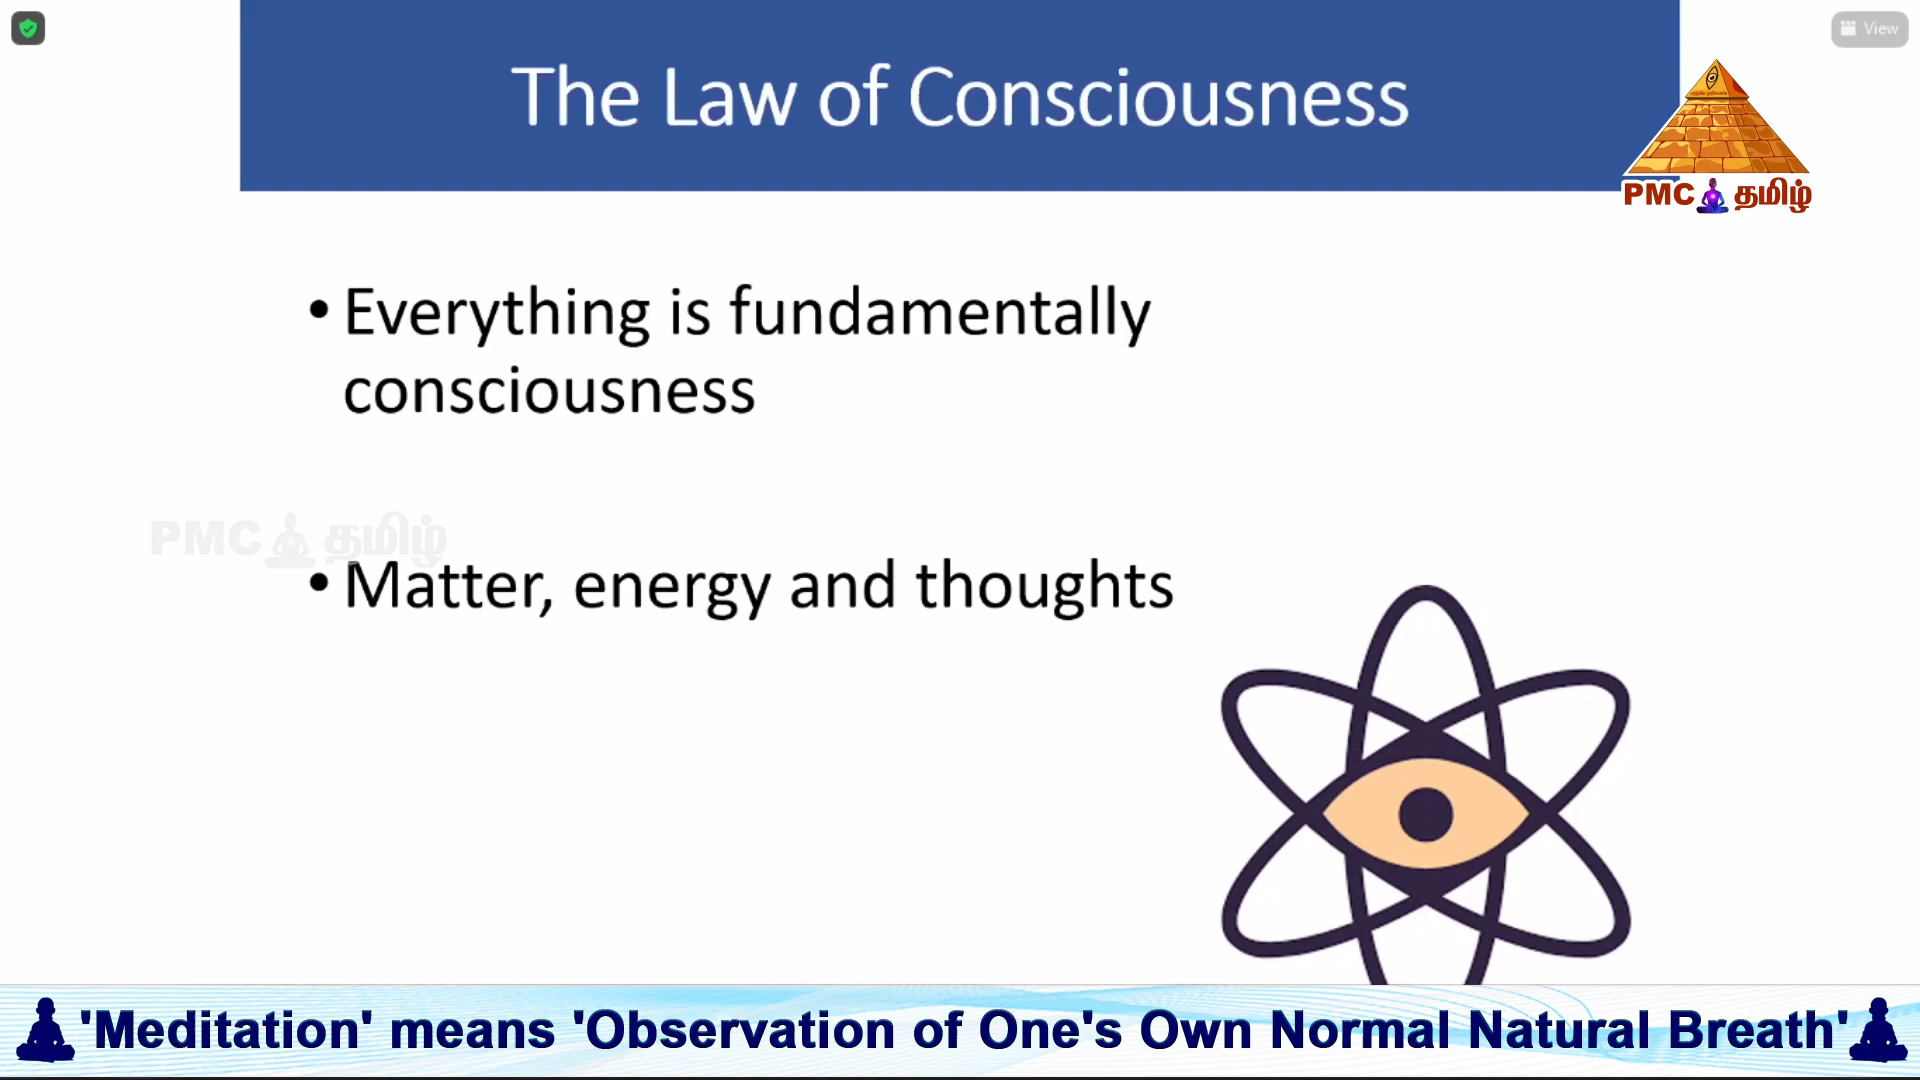 The Law of Consciousness
View
PMC தமிழ்
• Everything is fundamentally
consciousness
PMC தமிழ்
• Matter, energy and thoughts
'Meditation' means 'Observation of One's Own Normal Natural Breath'